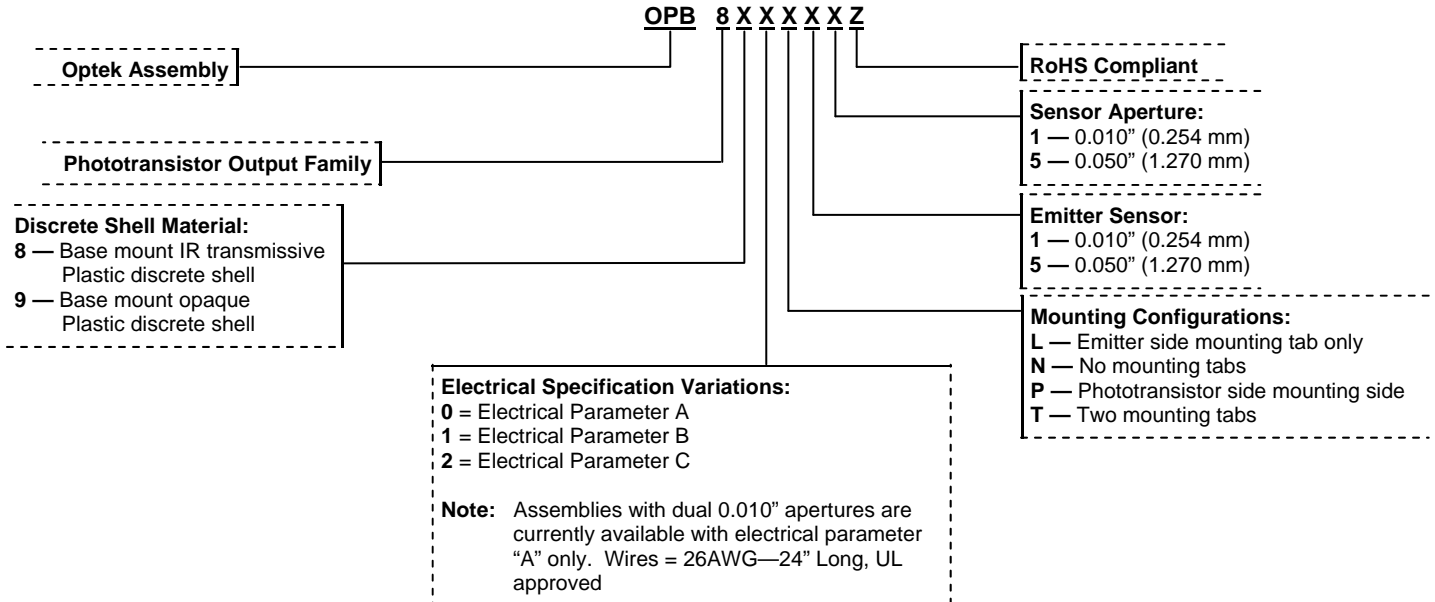 OPB 8 X X X X X Z
Optek Assembly
Phototransistor Output Family
Discrete Shell Material:
8 — Base mount IR transmissive
Plastic discrete shell
9 — Base mount opaque
Plastic discrete shell
Electrical Specification Variations:
0 = Electrical Parameter A
1 = Electrical Parameter B
2 = Electrical Parameter C
Note: Assemblies with dual 0.010” apertures are
currently available with electrical parameter
“A” only. Wires = 26AWG—24” Long, UL
approved
RoHS Compliant
Sensor Aperture:
1 — 0.010” (0.254 mm)
5 — 0.050” (1.270 mm)
Emitter Sensor:
1 — 0.010” (0.254 mm)
5 — 0.050” (1.270 mm)
Mounting Configurations:
L — Emitter side mounting tab only
N — No mounting tabs
P — Phototransistor side mounting side
T — Two mounting tabs